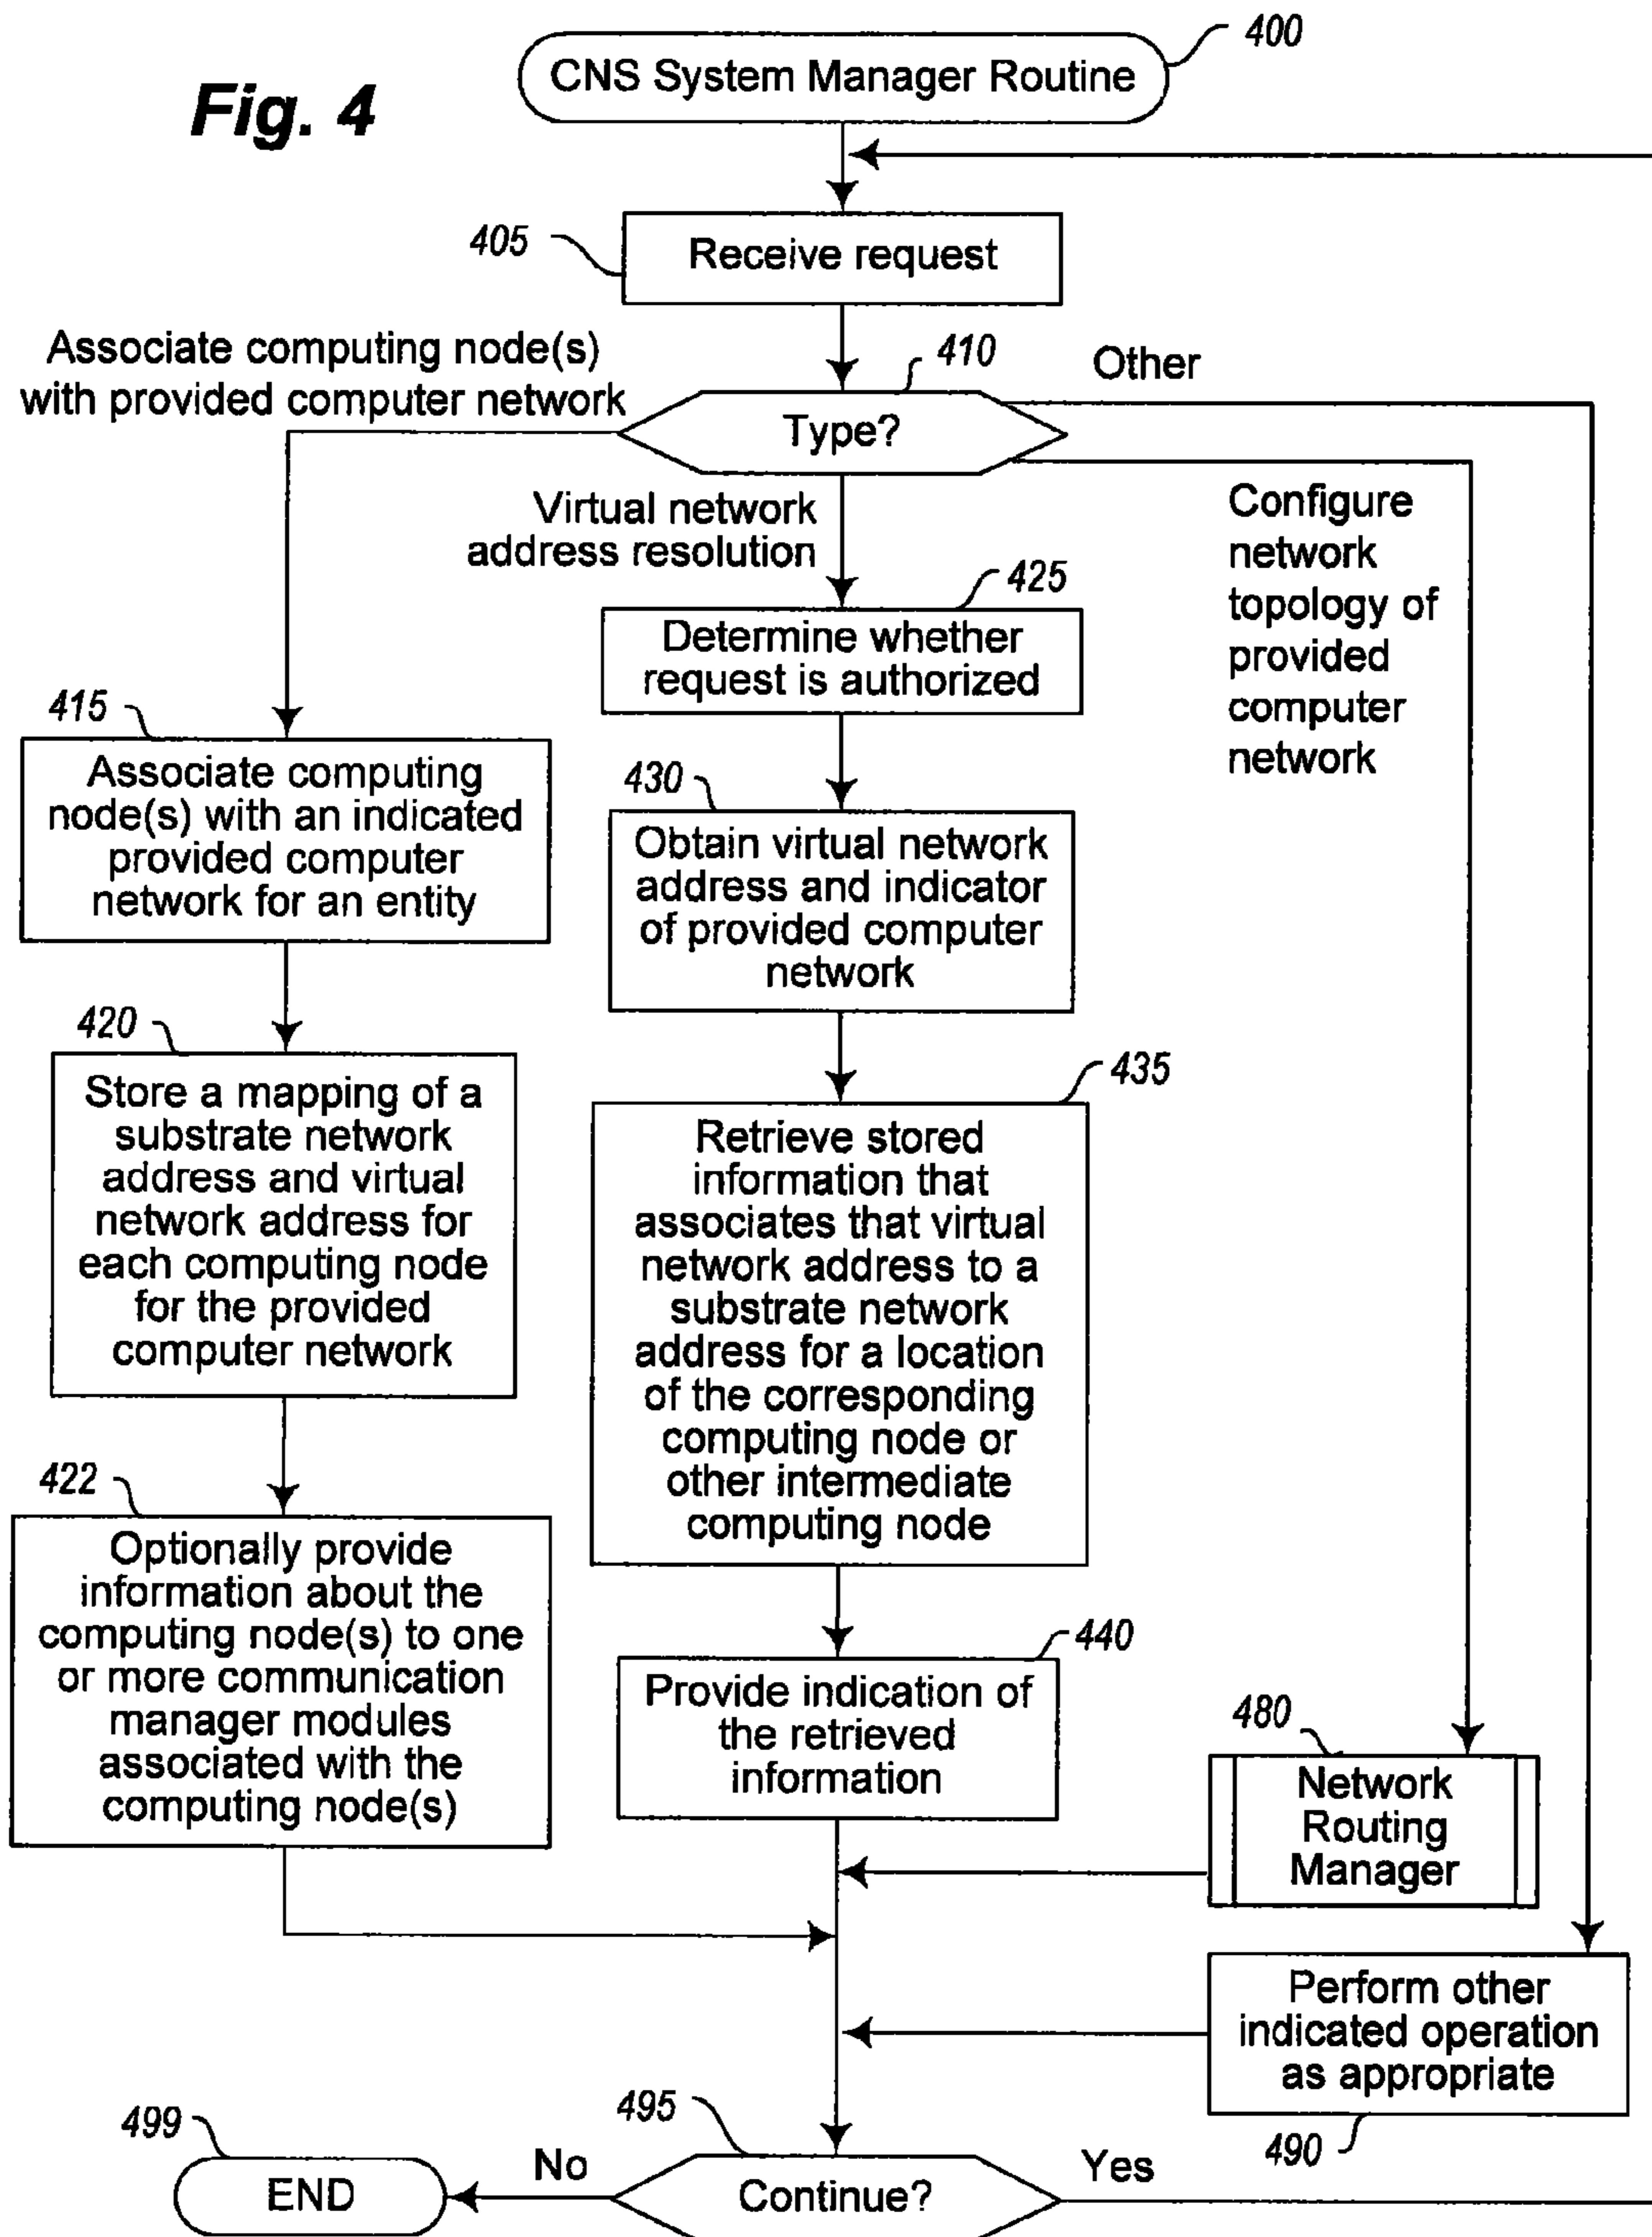 Fig. 4
CNS System Manager Routine
400
405
Receive request
Associate computing node(s)
with provided computer network
410
Type?
Other
Virtual network
address resolution
Configure
network
topology of
provided
computer
network
425
Determine whether
request is authorized
415
Associate computing
node(s) with an indicated
provided computer
network for an entity
430
Obtain virtual network
address and indicator
of provided computer
network
420
Store a mapping of a
substrate network
address and virtual
network address for
each computing node
for the provided
computer network
435
Retrieve stored
information that
associates that virtual
network address to a
substrate network
address for a location
of the corresponding
computing node or
other intermediate
computing node
422
Optionally provide
information about the
computing node(s) to one
or more communication
manager modules
associated with the
computing node(s)
440
Provide indication of
the retrieved
information
480
Network
Routing
Manager
Perform other
indicated operation
as appropriate
490
495
Continue?
Yes
No
499
END